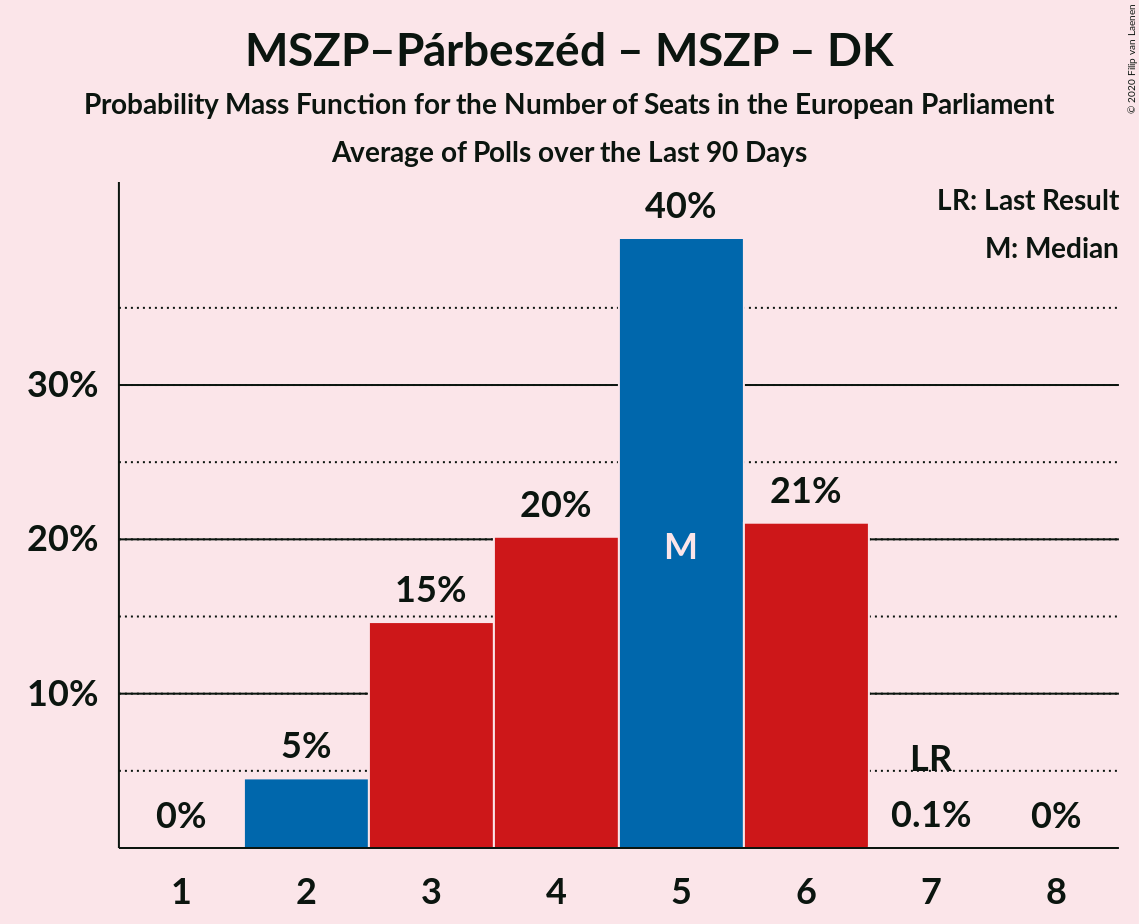 MSZP–Párbeszéd – MSZP – DK
Probability Mass Function for the Number of Seats in the European Parliament
Average of Polls over the Last 90 Days
© 2020 Filip van Laenen
LR: Last Result
M: Median
40%
30%
21%
20%
20%
M
15%
10%
5%
LR
0%
0.1%
0%
1 2 3 4 5 6 7 8